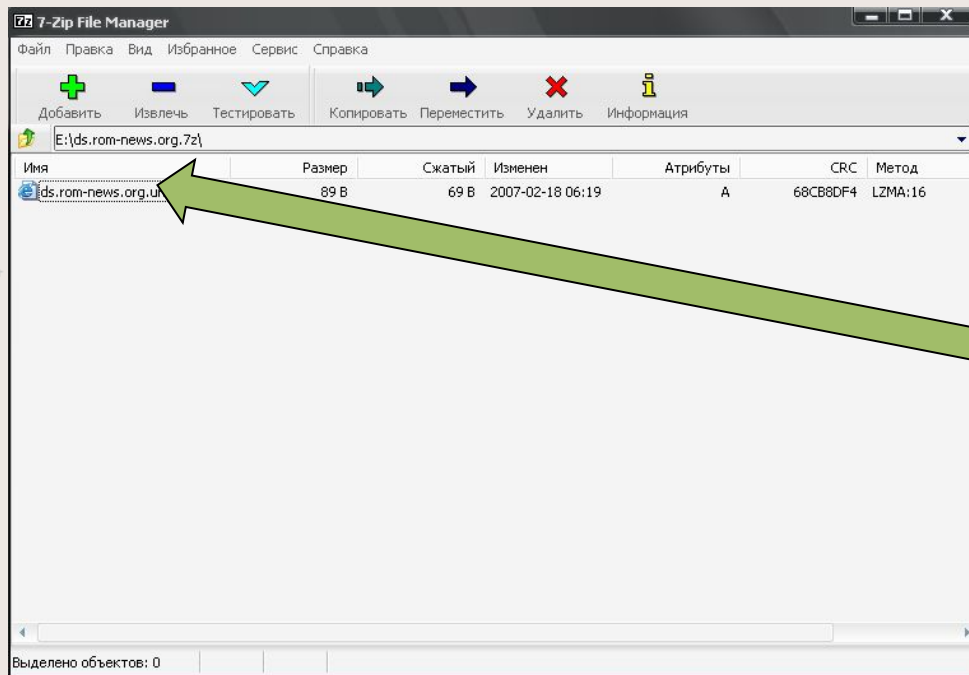 7z 7-Zip File Manager
Файл Правка Вид Избранное Сервис Справка
Добавить Извлечь Тестировать Копировать Переместить Удалить Информация
E:\ds.rom-news.org.7z\
Имя Размер Сжатый Изменен Атрибуты CRC Метод
89 B 69 B 2007-02-18 06:19 A 68CB8DF4 LZMA:16
Выделено объектов: 0